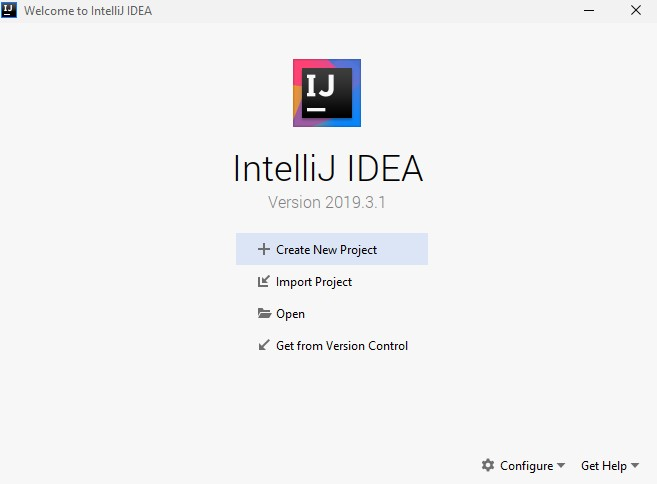 IJ Welcome to IntelliJ IDEA
IJ
IntelliJ IDEA
Version 2019.3.1
Create New Project
Import Project
Open
Get from Version Control
Configure Get Help